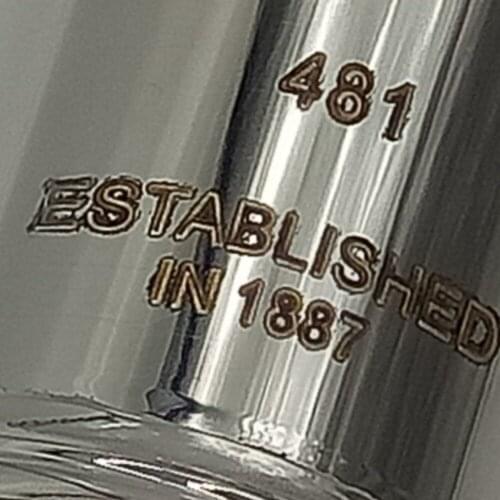 481
ESTABLISHED
IN 1887